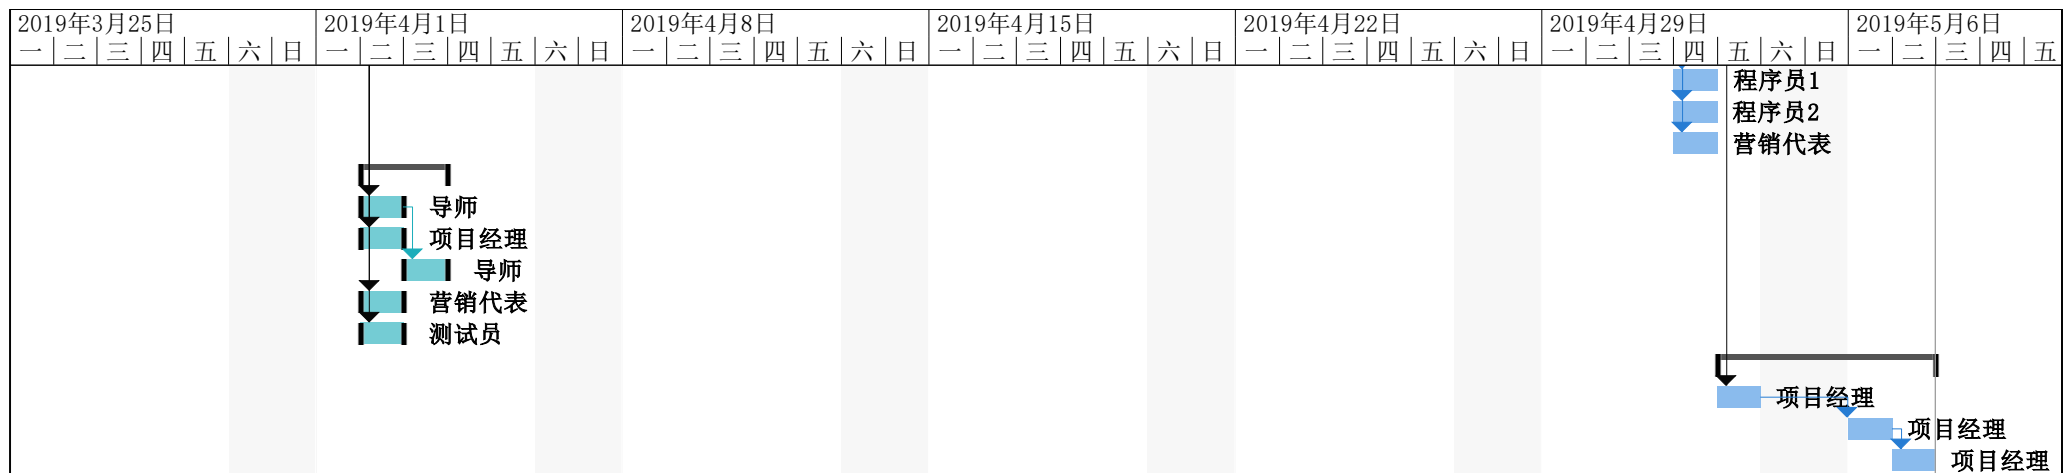 2019年3月25日 2019年4月1日 2019年4月8日 2019年4月15日 2019年4月22日 2019年4月29日 2019年5月6日
一 二 三 四 五 六 日 一 二 三 四 五 六 日 一 二 三 四 五 六 日 一 二 三 四 五 六 日 一 二 三 四 五 六 日 一 二 三 四 五 六 日 一 二 三 四 五
程序员1
程序员2
营销代表
导师
项目经理
导师
营销代表
测试员
项目经理
项目经理
项目经理